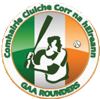 Comhairle Cluiche Corr na hÉireann
GAA ROUNDERS